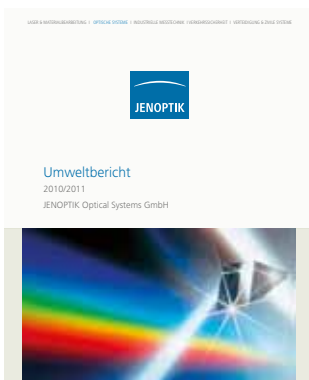 LASER & MATERIALBEARBEITUNG I OPTISCHE SYSTEME I INDUSTRIELLE MESSTECHNIK I VERKEHRSSICHERHEIT I VERTEIDIGUNG & ZIVILE SYSTEME
JENOPTIK
Umweltbericht
2010/2011
JENOPTIK Optical Systems GmbH